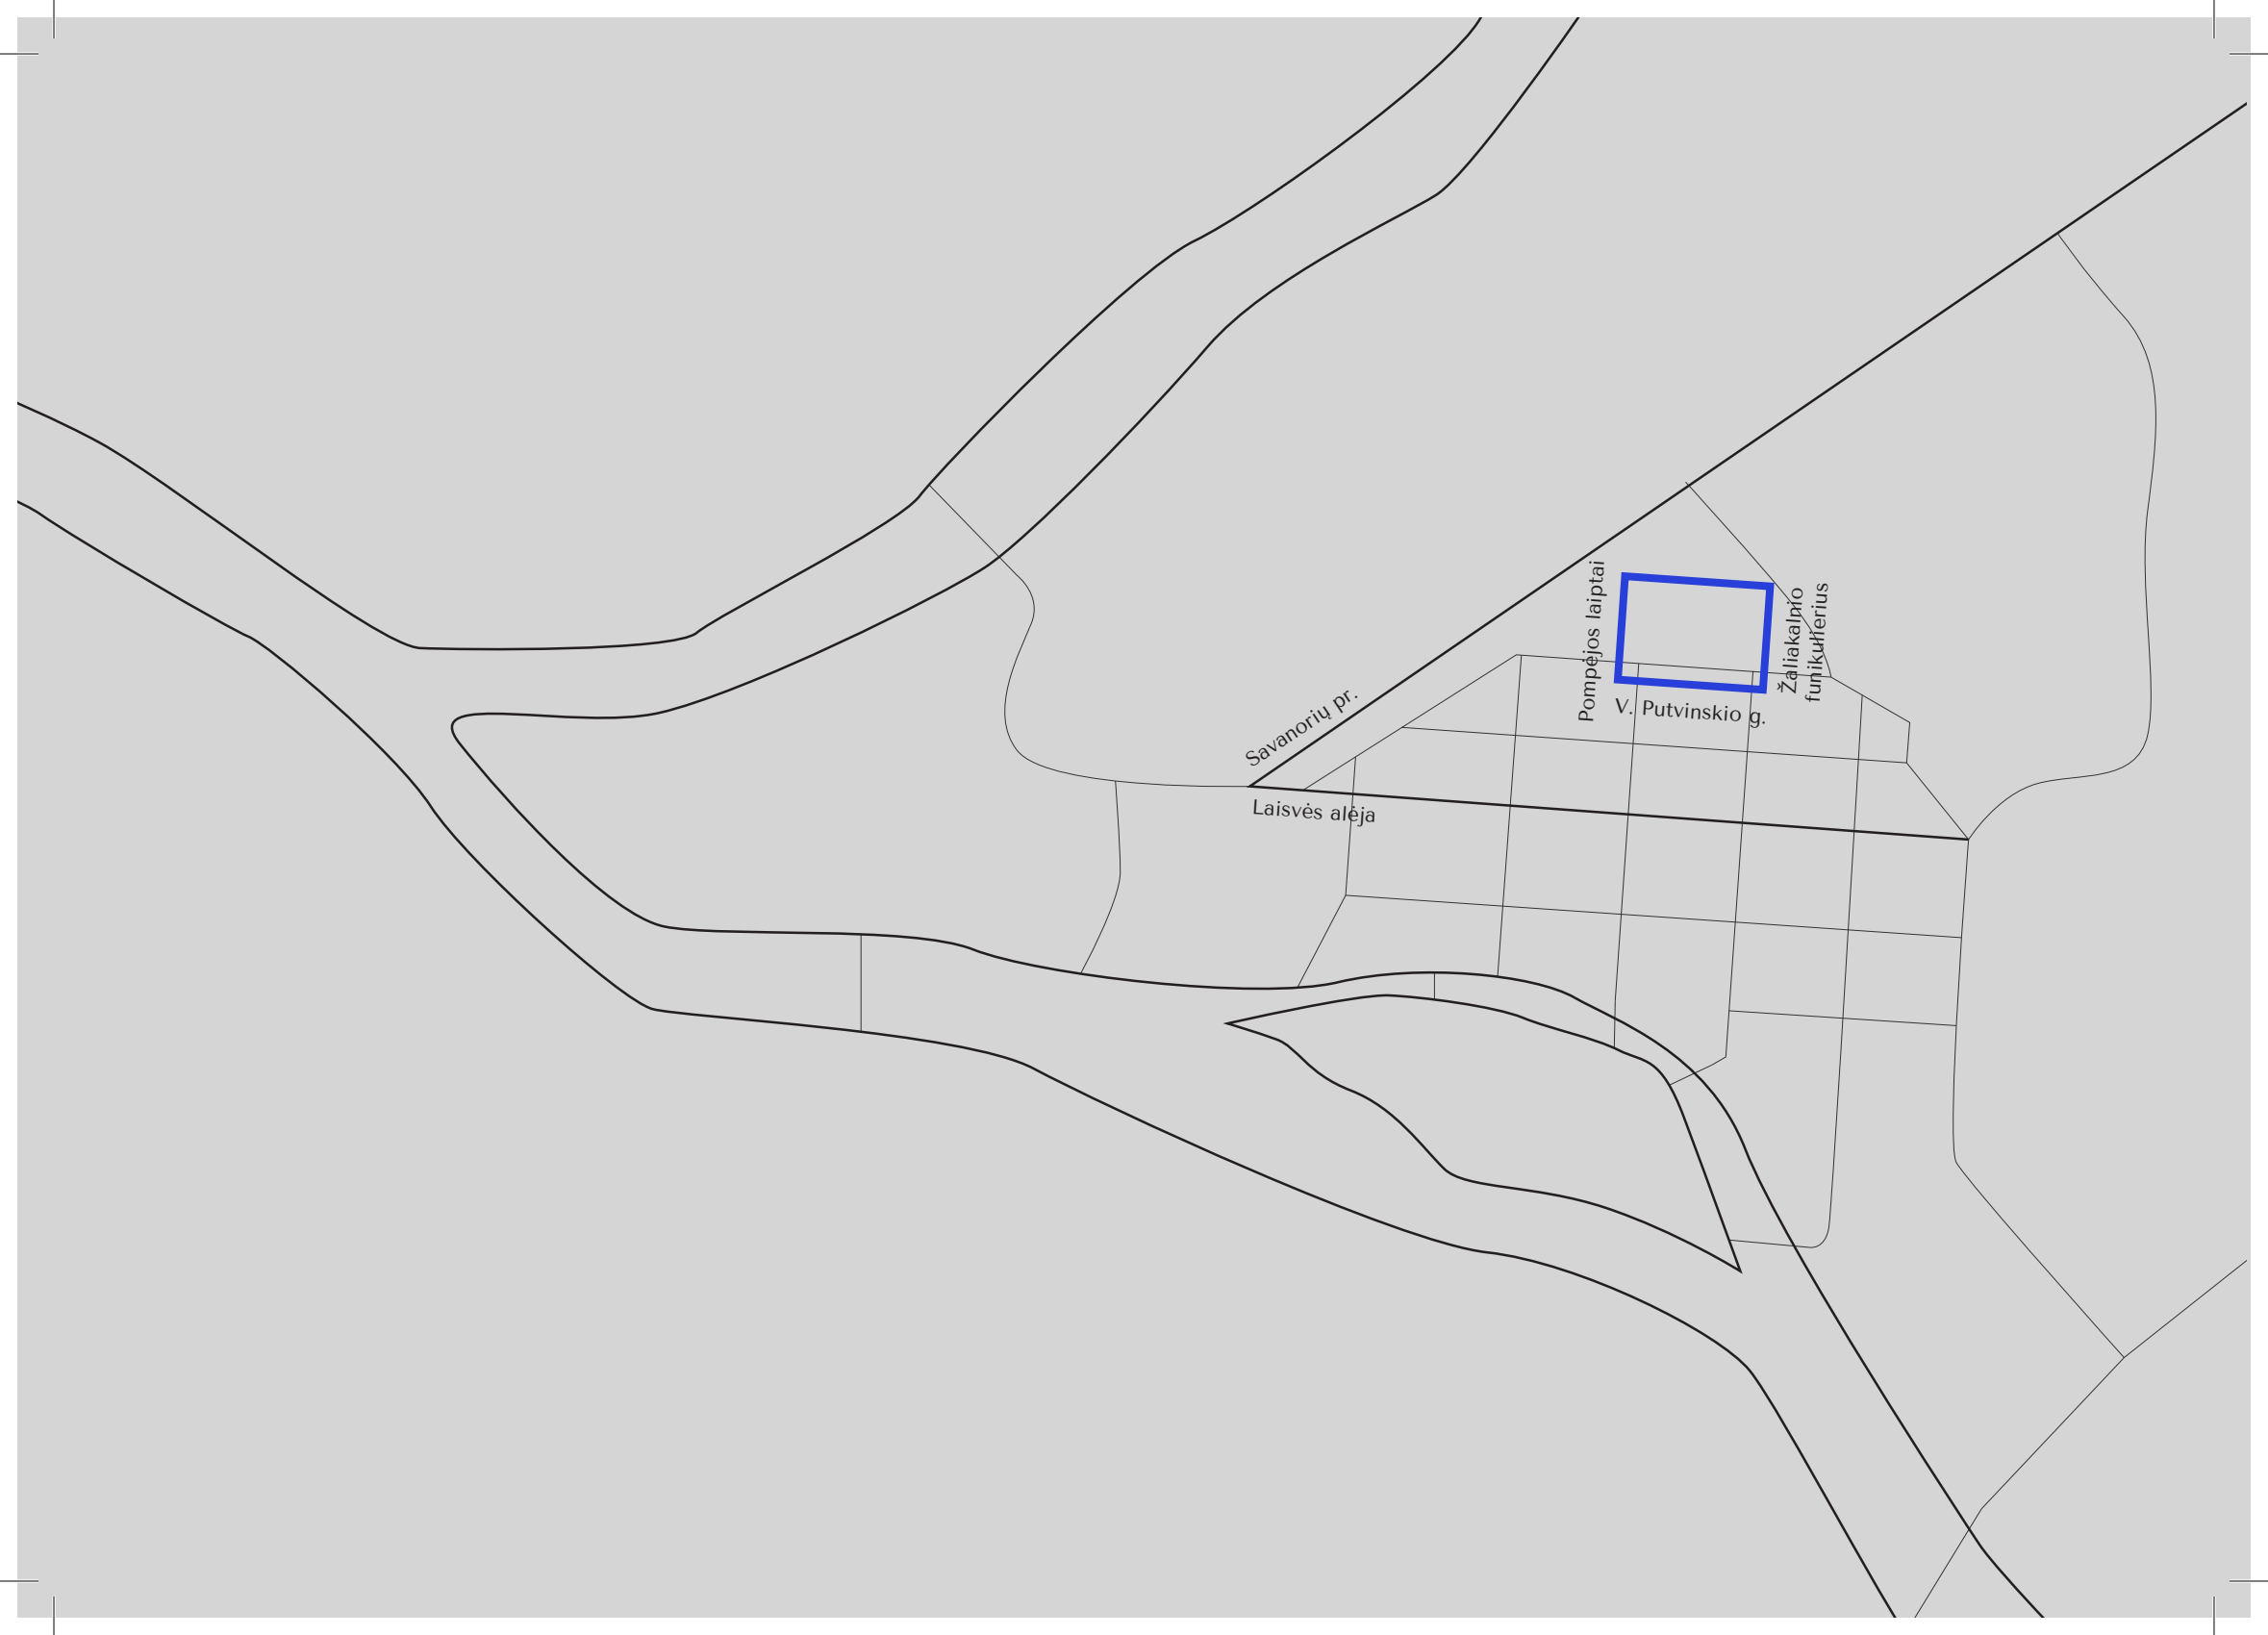 Pompėjos laiptai
Žaliakalnio
funikulierius
Savanorių pr.
V. Putvinskio g.
Laisvės alėja